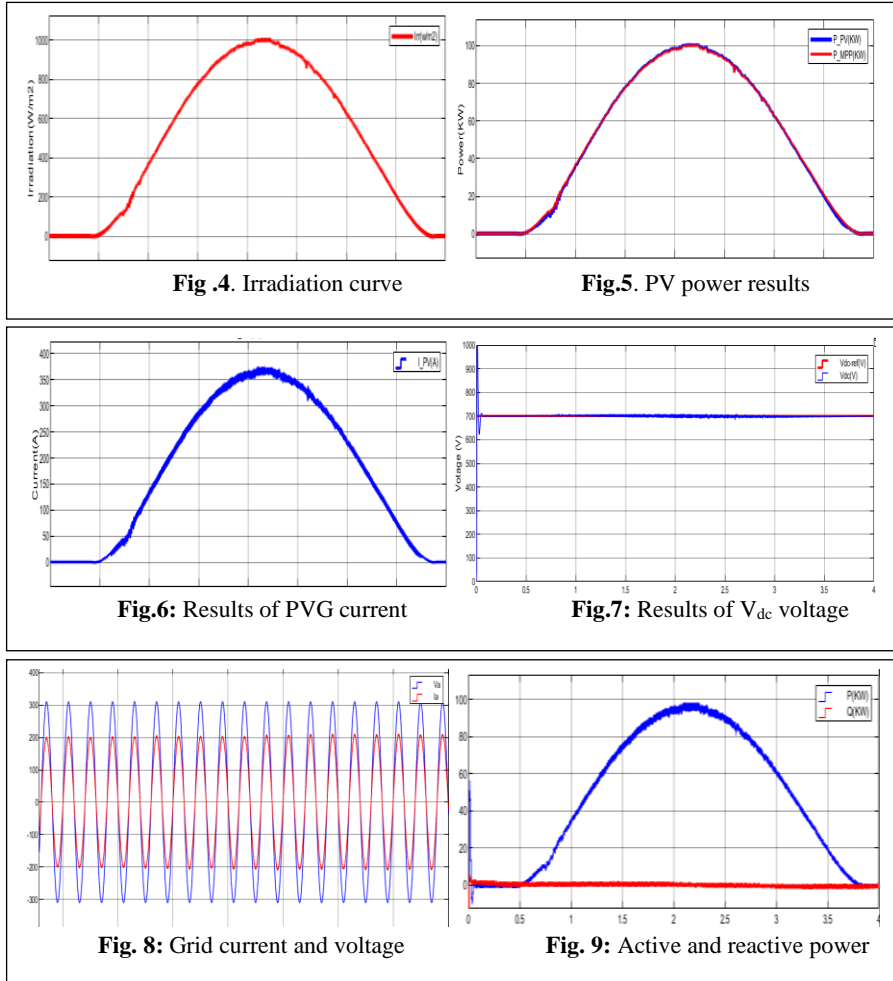 Irr(w/m2)
Irradiation(W/m2)
1000
800
600
400
200
0
Fig .4. Irradiation curve
P_PV(KW)
P_MPP(KW)
Power(KW)
100
80
60
40
20
0
Fig.5. PV power results
I_PV(A)
Current(A)
400
350
300
250
200
150
100
50
0
Fig.6: Results of PVG current
Vdc-ref(V)
Vdc(V)
Votage (V)
1000
900
800
700
600
500
400
300
200
100
0
0 0.5 1 1.5 2 2.5 3 3.5 4
Fig.7: Results of Vdc voltage
Va
Ia
400
300
200
100
0
-100
-200
-300
Fig. 8: Grid current and voltage
P(KW)
Q(KW)
100
80
60
40
20
0
0 0.5 1 1.5 2 2.5 3 3.5 4
Fig. 9: Active and reactive power